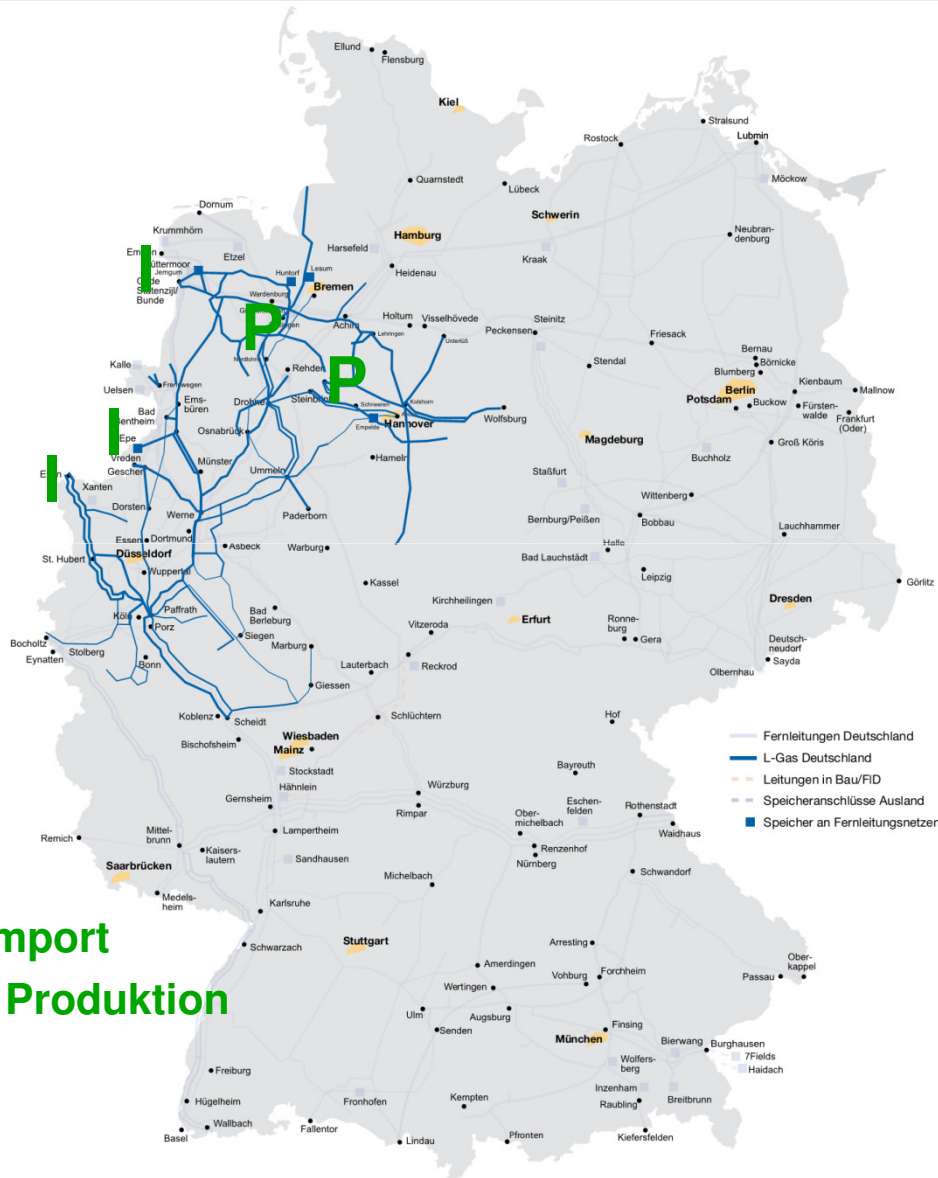 Ellund
Flensburg
Kiel
Stralsund
Rostock
Lubmin
Möckow
Quarnstedt
Lübeck
Dornum
Schwerin
Krummhörn
Hamburg
Neubran-
denburg
Etzel
Harsefeld
Kraak
I
Jemgum
Heidenau
Huntorf
Lesum
Statenzijl/
Bunde
Bremen
Wardenburg
P
Achim
Holtum
Visselhövede
Steinitz
Peckensen
Lehringen
Unterlüß
Friesack
Bernau
Börnicke
Blumberg
Kalle
Rehden
P
Stendal
Kienbaum
Mallnow
Uelsen
Frenswegen
Berlin
Potsdam
Buckow
Fürsten-
walde
Frankfurt
(Oder)
Ems-
büren
Drohne
Kolshorn
Schneeren
Wolfsburg
Bad
I
Osnabrück
Empelde
Hannover
Magdeburg
Groß Köris
Epe
Vreden
Gescher
Münster
Ummeln
Hameln
Buchholz
I
Staßfurt
Xanten
Wittenberg
Dorsten
Werne
Paderborn
Bernburg/Peißen
Bobbau
Lauchhammer
Essen
Dortmund
Asbeck
Warburg
Halle
St. Hubert
Düsseldorf
Bad Lauchstädt
Wuppertal
Leipzig
Görlitz
Kassel
Kirchheilingen
Dresden
Köln
Paffrath
Bad
Berleburg
Vitzeroda
Erfurt
Ronne-
burg
Gera
Porz
Bocholtz
Siegen
Deutsch-
neudorf
Eynatten
Stolberg
Marburg
Sayda
Bonn
Lauterbach
Reckrod
Olbernhau
Giessen
Koblenz
Scheidt
Schlüchtern
Hof
Bischofsheim
Wiesbaden
Mainz
Fernleitungen Deutschland
L-Gas Deutschland
Leitungen in Bau/FID
Speicheranschlüsse Ausland
Speicher an Fernleitungsnetzen
Stockstadt
Bayreuth
Hähnlein
Würzburg
Eschen-
felden
Gernsheim
Rothenstadt
Rimpar
Ober-
michelbach
Waidhaus
Remich
Mittel-
brunn
Lampertheim
Kaisers-
lautern
Renzenhof
Nürnberg
Sandhausen
Saarbrücken
Michelbach
Schwandorf
Medels-
heim
Karlsruhe
Schwarzach
Stuttgart
Arresting
Produktion
Amerdingen
Ober-
kappel
Wertingen
Vohburg
Forchheim
Passau
Ulm
Augsburg
Senden
Finsing
München
Bierwang
Burghausen
7Fields
Haidach
Wolfers-
berg
Freiburg
Hügelheim
Fronhofen
Kempten
Inzenham
Raubling
Breitbrunn
Wallbach
Basel
Fallentor
Lindau
Pfronten
Kiefersfelden